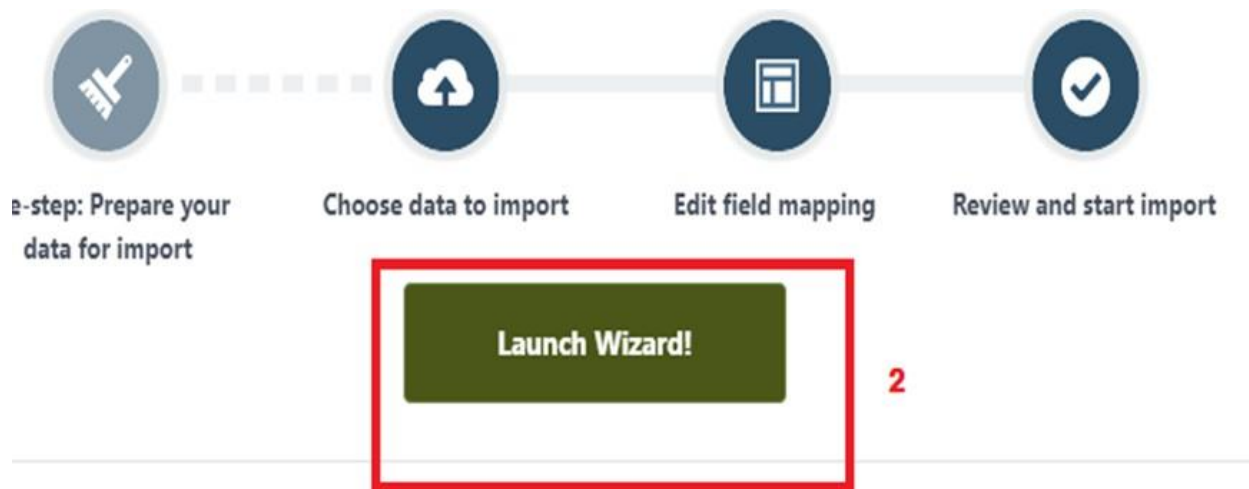 e-step: Prepare your
data for import
Choose data to import
Edit field mapping
Review and start import
Launch Wizard!
2